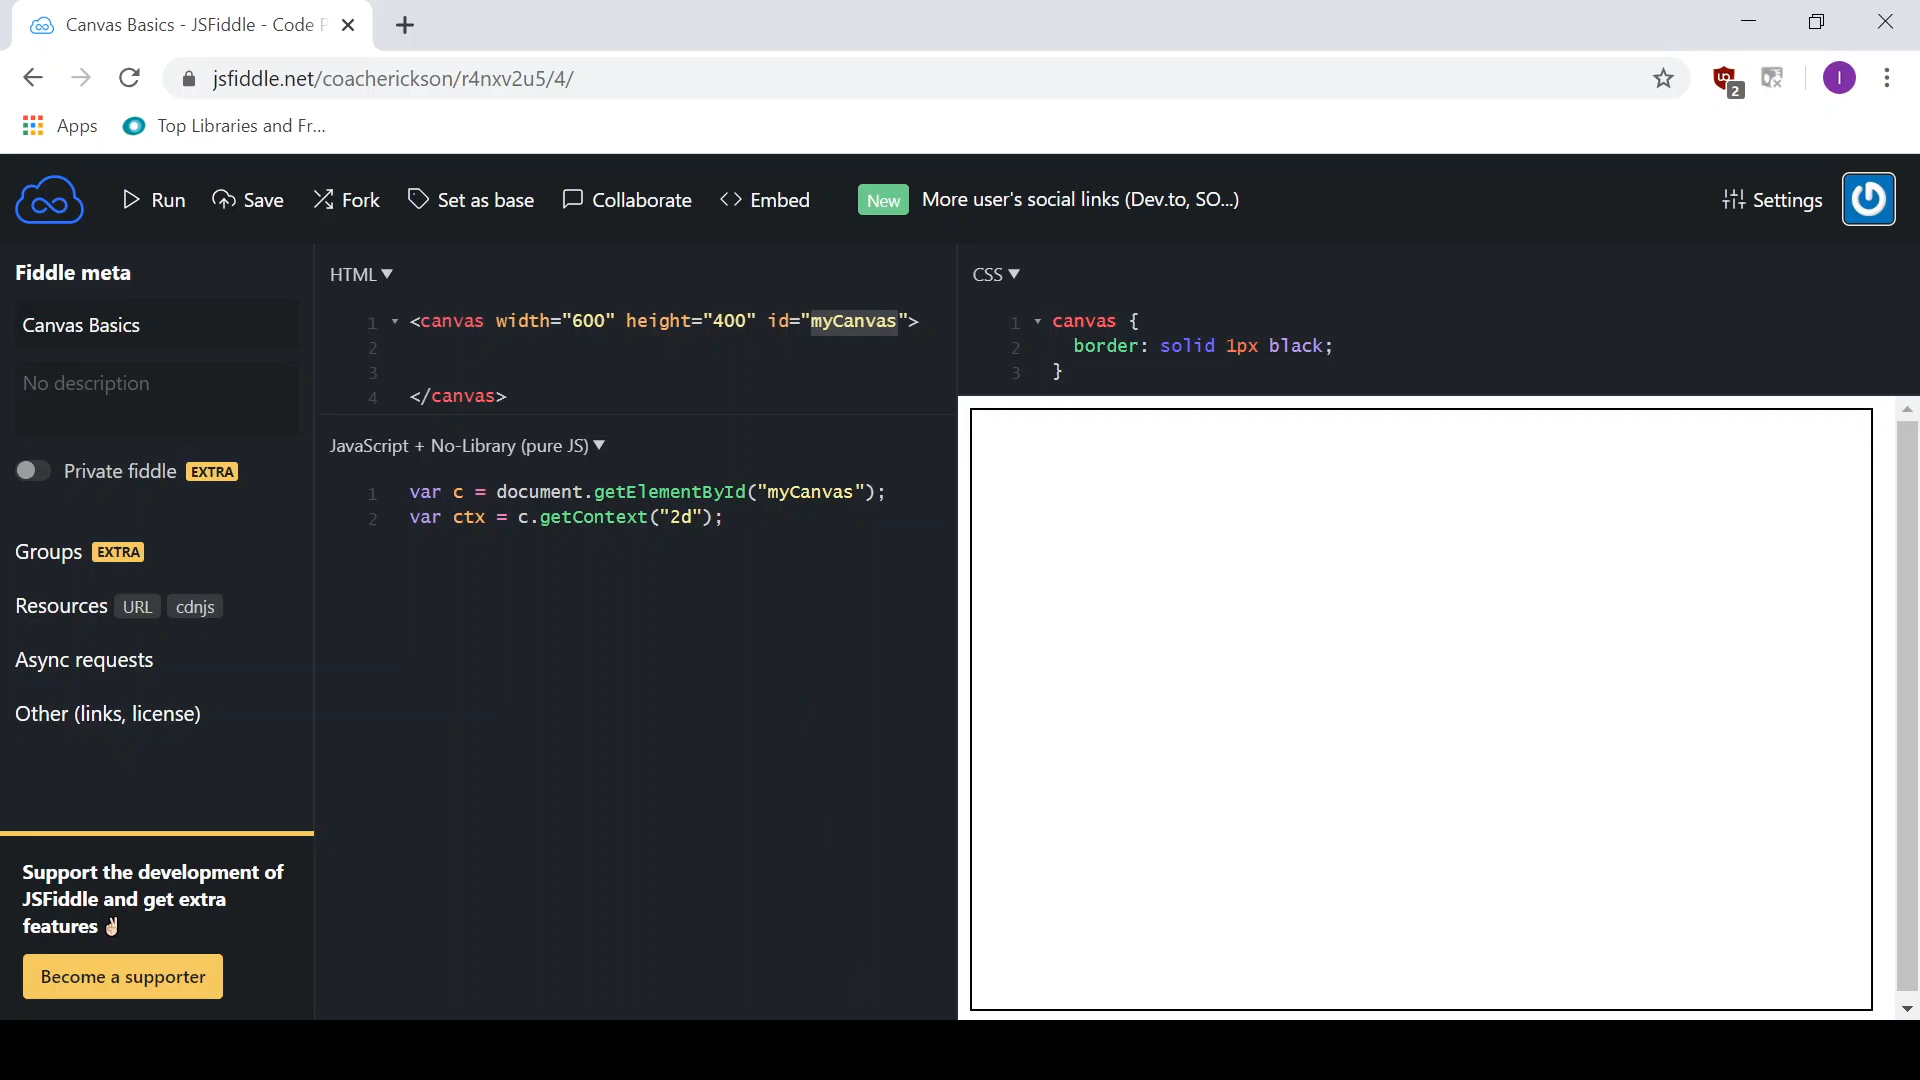 Canvas Basics - JSFiddle - Code P
jsfiddle.net/coacherickson/r4nxv2u5/4/
2
I
Apps
Top Libraries and Fr...
Run
Save
Fork
Set as base
Collaborate
Embed
New
More user's social links (Dev.to, SO...)
Settings
Fiddle meta
Canvas Basics
No description
Private fiddle EXTRA
Groups EXTRA
Resources URL cdnjs
Async requests
Other (links, license)
Support the development of
JSFiddle and get extra
features ✌🏻
Become a supporter
HTML ▼
1 <canvas width="600" height="400" id="myCanvas">
2
3
4 </canvas>
JavaScript + No-Library (pure JS) ▼
1 var c = document.getElementById("myCanvas");
2 var ctx = c.getContext("2d");
CSS ▼
1 canvas {
2 border: solid 1px black;
3 }